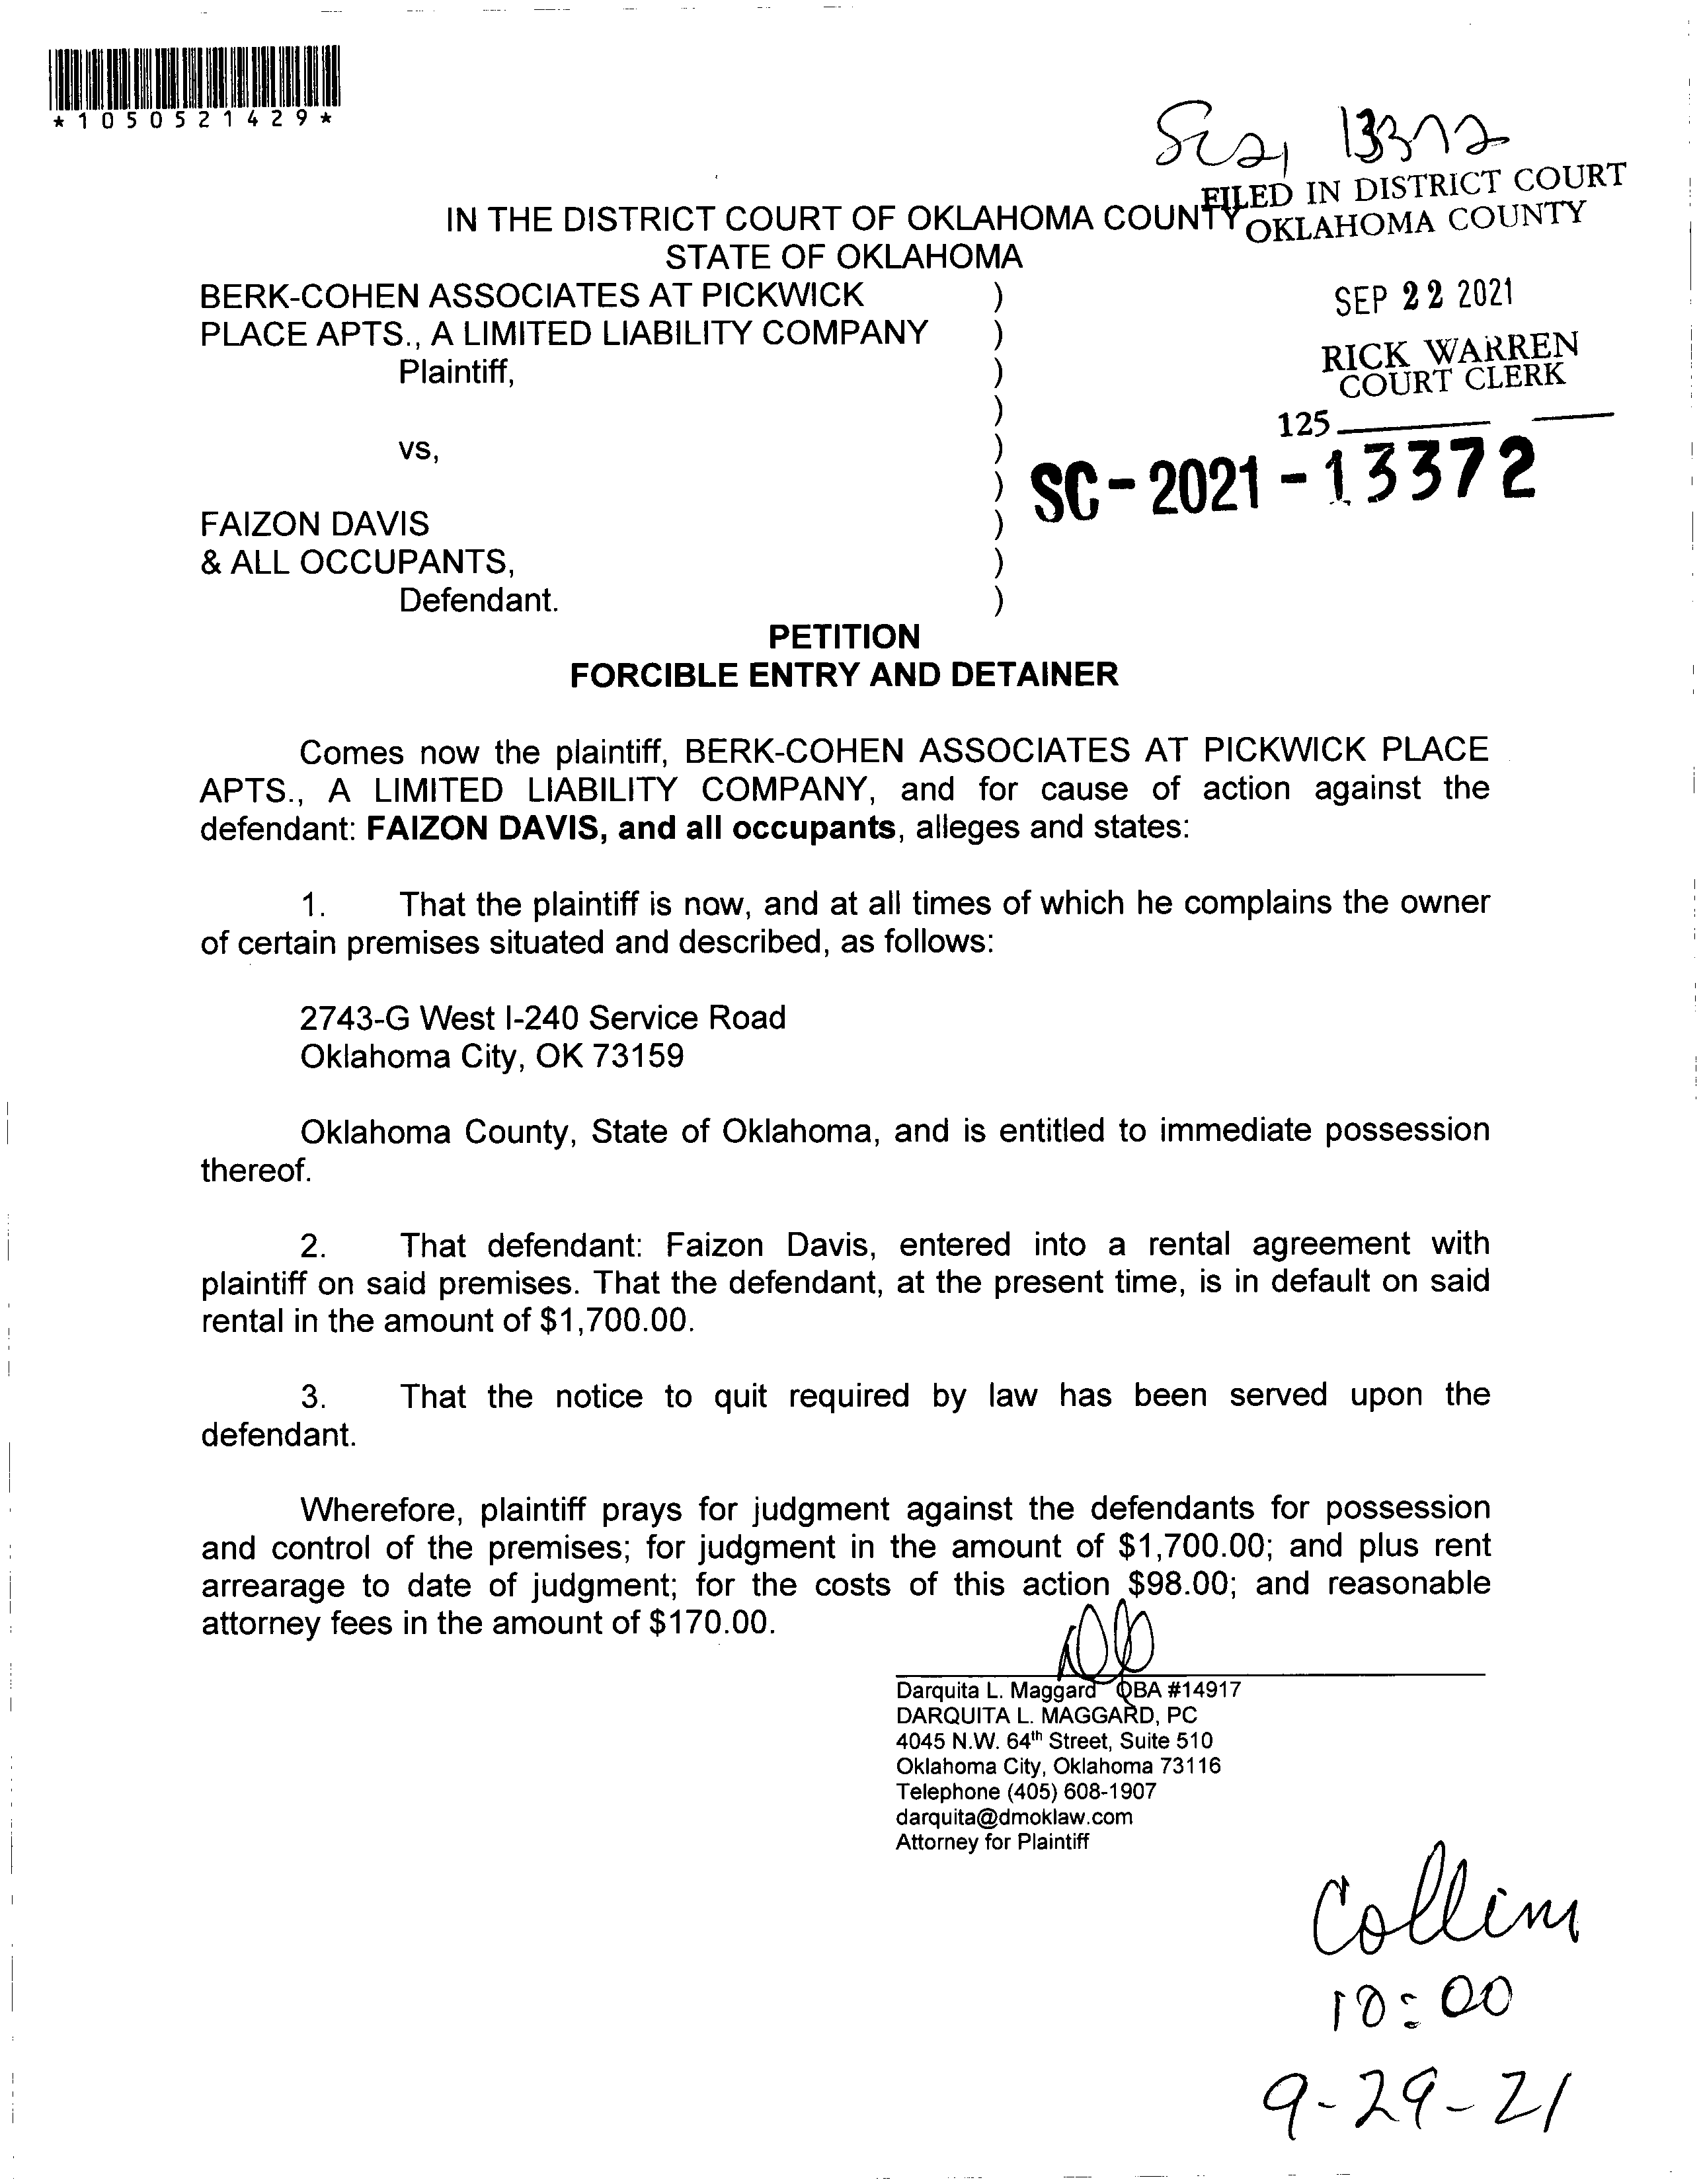 *1050521429*
SC21 13372
FILED IN DISTRICT COURT
OKLAHOMA COUNTY
IN THE DISTRICT COURT OF OKLAHOMA COUNTY
STATE OF OKLAHOMA
BERK-COHEN ASSOCIATES AT PICKWICK )
PLACE APTS., A LIMITED LIABILITY COMPANY )
Plaintiff, )
)
vs, )
)
FAIZON DAVIS )
& ALL OCCUPANTS, )
Defendant. )
SEP 22 2021
RICK WARREN
COURT CLERK
125
SC-2021-13372
PETITION
FORCIBLE ENTRY AND DETAINER
Comes now the plaintiff, BERK-COHEN ASSOCIATES AT PICKWICK PLACE
APTS., A LIMITED LIABILITY COMPANY, and for cause of action against the
defendant: FAIZON DAVIS, and all occupants, alleges and states:
1. That the plaintiff is now, and at all times of which he complains the owner
of certain premises situated and described, as follows:
2743-G West I-240 Service Road
Oklahoma City, OK 73159
Oklahoma County, State of Oklahoma, and is entitled to immediate possession
thereof.
2. That defendant: Faizon Davis, entered into a rental agreement with
plaintiff on said premises. That the defendant, at the present time, is in default on said
rental in the amount of $1,700.00.
3. That the notice to quit required by law has been served upon the
defendant.
Wherefore, plaintiff prays for judgment against the defendants for possession
and control of the premises; for judgment in the amount of $1,700.00; and plus rent
arrearage to date of judgment; for the costs of this action $98.00; and reasonable
attorney fees in the amount of $170.00.
Darquita L. Maggard OBA #14917
DARQUITA L. MAGGARD, PC
4045 N.W. 64th Street, Suite 510
Oklahoma City, Oklahoma 73116
Telephone (405) 608-1907
darquita@dmoklaw.com
Attorney for Plaintiff
Collins
10:00
9-29-21